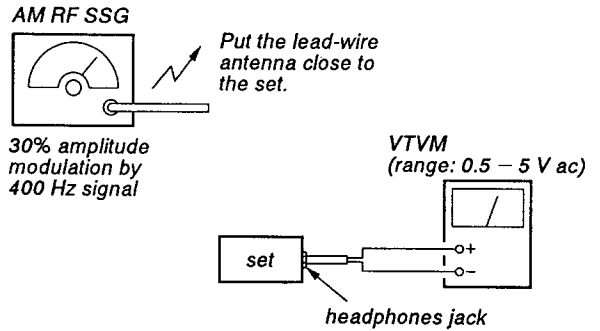 AM RF SSG
Put the lead-wire
antenna close to
the set.
30% amplitude
modulation by
400 Hz signal
VTVM
(range: 0.5 – 5 V ac)
set
+
–
headphones jack